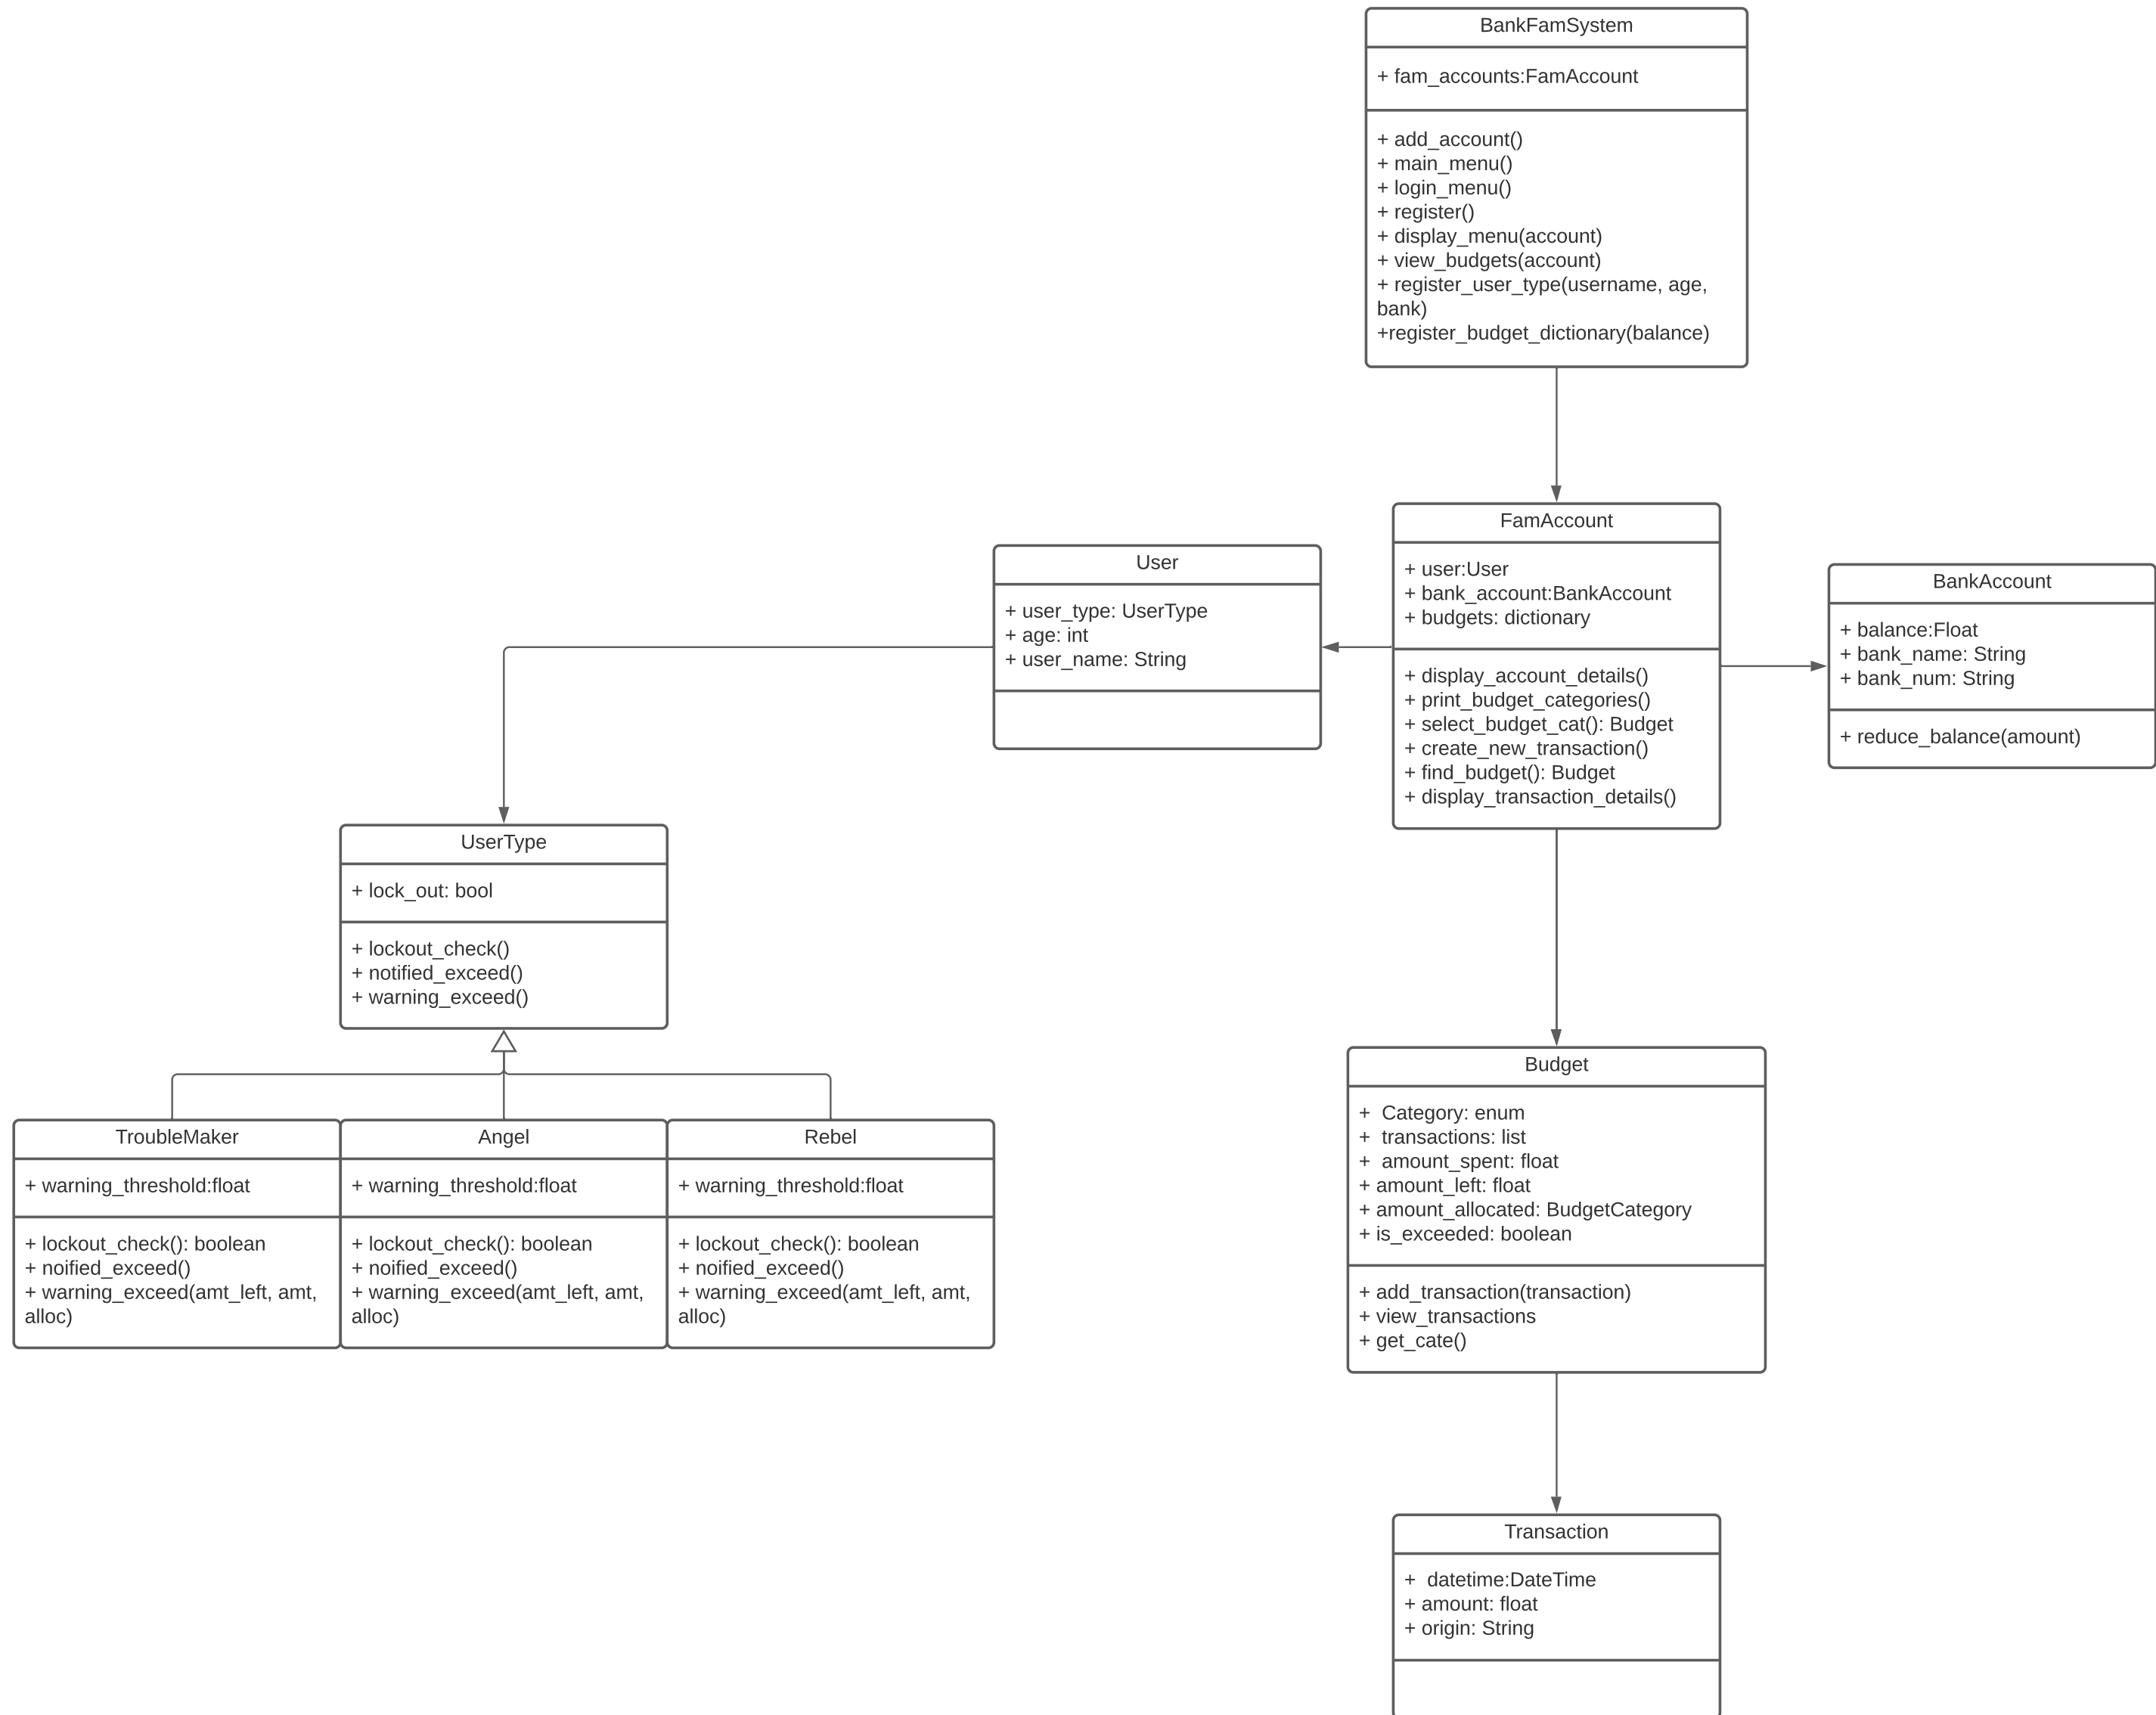 BankFamSystem
+ fam_accounts:FamAccount
+ add_account()
+ main_menu()
+ login_menu()
+ register()
+ display_menu(account)
+ view_budgets(account)
+ register_user_type(username, age,
bank)
+register_budget_dictionary(balance)
FamAccount
+ user:User
+ bank_account:BankAccount
+ budgets: dictionary
+ display_account_details()
+ print_budget_categories()
+ select_budget_cat(): Budget
+ create_new_transaction()
+ find_budget(): Budget
+ display_transaction_details()
User
+ user_type: UserType
+ age: int
+ user_name: String
BankAccount
+ balance:Float
+ bank_name: String
+ bank_num: String
+ reduce_balance(amount)
UserType
+ lock_out: bool
+ lockout_check()
+ notified_exceed()
+ warning_exceed()
TroubleMaker
+ warning_threshold:float
+ lockout_check(): boolean
+ noified_exceed()
+ warning_exceed(amt_left, amt,
alloc)
Angel
+ warning_threshold:float
+ lockout_check(): boolean
+ noified_exceed()
+ warning_exceed(amt_left, amt,
alloc)
Rebel
+ warning_threshold:float
+ lockout_check(): boolean
+ noified_exceed()
+ warning_exceed(amt_left, amt,
alloc)
Budget
+  Category: enum
+  transactions: list
+  amount_spent: float
+ amount_left: float
+ amount_allocated: BudgetCategory
+ is_exceeded: boolean
+ add_transaction(transaction)
+ view_transactions
+ get_cate()
Transaction
+  datetime:DateTime
+ amount: float
+ origin: String